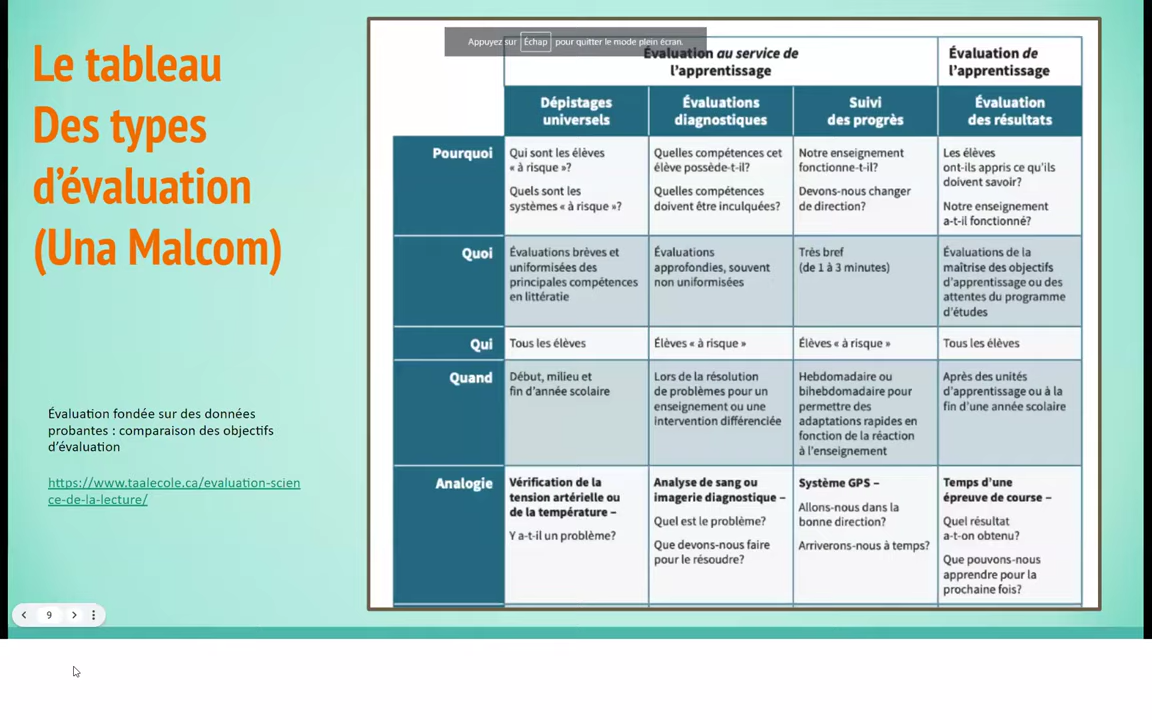 Le tableau
Des types
d'évaluation
(Una Malcom)
Évaluation fondée sur des données
probantes : comparaison des objectifs
d'évaluation
https://www.taalecole.ca/evaluation-scien
ce-de-la-lecture/
9
Appuyez sur Échap pour quitter le mode plein écran.
Évaluation au service de
l'apprentissage
Évaluation de
l'apprentissage
Dépistages
universels
Évaluations
diagnostiques
Suivi
des progrès
Évaluation
des résultats
Pourquoi
Qui sont les élèves
« à risque »?
Quels sont les
systèmes « à risque »?
Quelles compétences cet
élève possède-t-il?
Quelles compétences
doivent être inculquées?
Notre enseignement
fonctionne-t-il?
Devons-nous changer
de direction?
Les élèves
ont-ils appris ce qu'ils
doivent savoir?
Notre enseignement
a-t-il fonctionné?
Quoi
Évaluations brèves et
uniformisées des
principales compétences
en littératie
Évaluations
approfondies, souvent
non uniformisées
Très bref
(de 1 à 3 minutes)
Évaluations de la
maîtrise des objectifs
d'apprentissage ou des
attentes du programme
d'études
Qui
Tous les élèves
Élèves « à risque »
Élèves « à risque »
Tous les élèves
Quand
Début, milieu et
fin d'année scolaire
Lors de la résolution
de problèmes pour un
enseignement ou une
intervention différenciée
Hebdomadaire ou
bihebdomadaire pour
permettre des
adaptations rapides en
fonction de la réaction
à l'enseignement
Après des unités
d'apprentissage ou à la
fin d'une année scolaire
Analogie
Vérification de la
tension artérielle ou
de la température –
Y a-t-il un problème?
Analyse de sang ou
imagerie diagnostique –
Quel est le problème?
Que devons-nous faire
pour le résoudre?
Système GPS –
Allons-nous dans la
bonne direction?
Arriverons-nous à temps?
Temps d'une
épreuve de course –
Quel résultat
a-t-on obtenu?
Que pouvons-nous
apprendre pour la
prochaine fois?